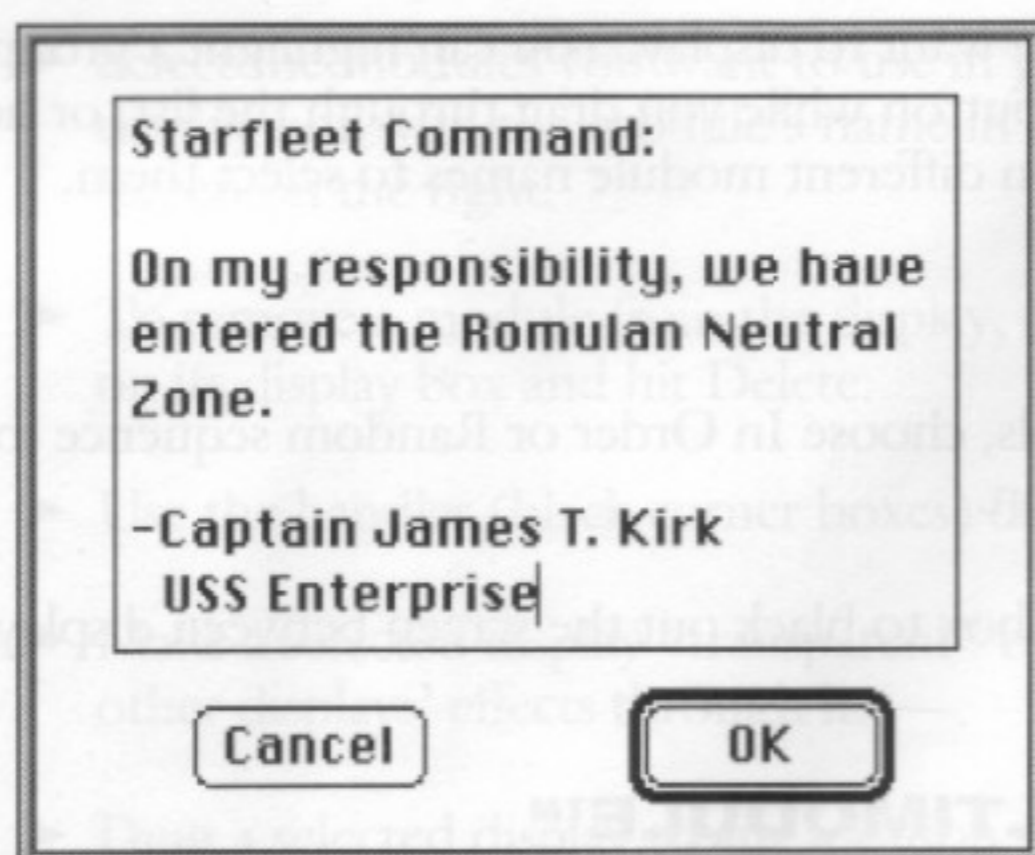 Starfleet Command:
On my responsibility, we have
entered the Romulan Neutral
Zone.
-Captain James T. Kirk
USS Enterprise
Cancel
OK